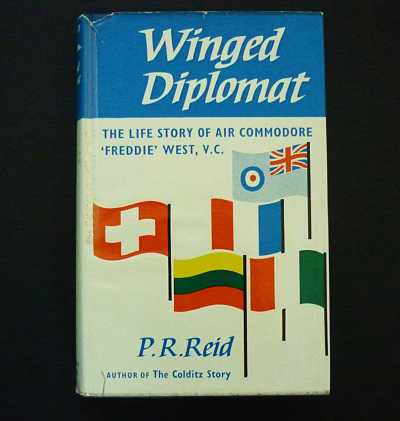 Winged
Diplomat
THE LIFE STORY OF AIR COMMODORE
'FREDDIE' WEST, V.C.
P.R.Reid
AUTHOR OF The Colditz Story